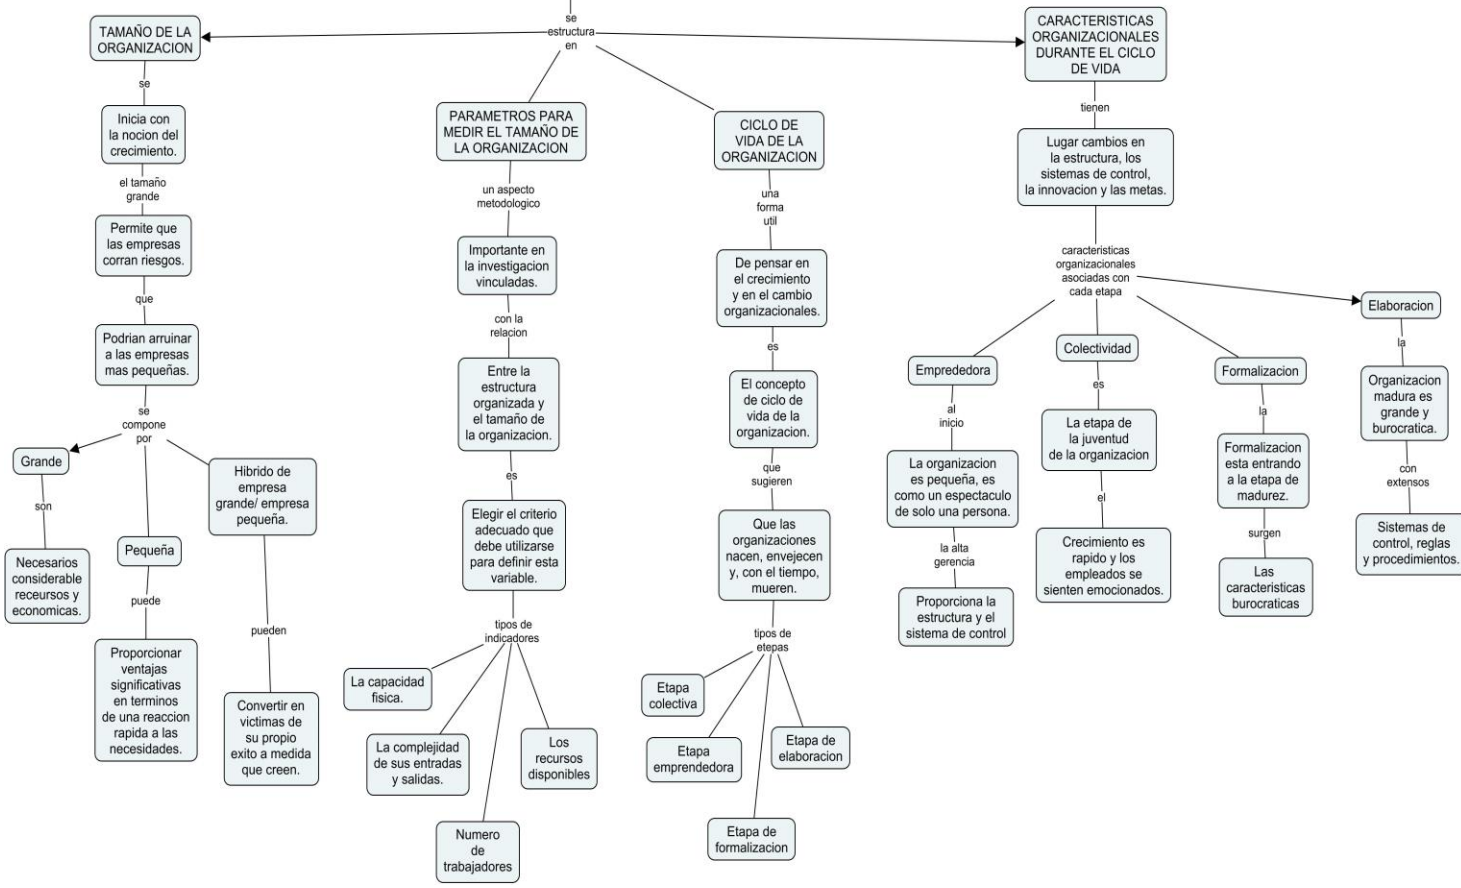 se
estructura
en
TAMAÑO DE LA
ORGANIZACION
se
Inicia con
la nocion del
crecimiento.
el tamaño
grande
Permite que
las empresas
corran riesgos.
que
Podrian arruinar
a las empresas
mas pequeñas.
se
compone
por
Grande
son
Necesarios
considerable
receursos y
economicas.
Pequeña
puede
Proporcionar
ventajas
significativas
en terminos
de una reaccion
rapida a las
necesidades.
Hibrido de
empresa
grande/ empresa
pequeña.
pueden
Convertir en
victimas de
su propio
exito a medida
que creen.
PARAMETROS PARA
MEDIR EL TAMAÑO DE
LA ORGANIZACION
un aspecto
metodologico
Importante en
la investigacion
vinculadas.
con la
relacion
Entre la
estructura
organizada y
el tamaño de
la organizacion.
es
Elegir el criterio
adecuado que
debe utilizarse
para definir esta
variable.
tipos de
indicadores
La capacidad
fisica.
La complejidad
de sus entradas
y salidas.
Numero
de
trabajadores
Los
recursos
disponibles
CICLO DE
VIDA DE LA
ORGANIZACION
una
forma
util
De pensar en
el crecimiento
y en el cambio
organizacionales.
es
El concepto
de ciclo de
vida de la
organizacion.
que
sugieren
Que las
organizaciones
nacen, envejecen
y, con el tiempo,
mueren.
tipos de
etepas
Etapa
colectiva
Etapa
emprendedora
Etapa de
formalizacion
Etapa de
elaboracion
CARACTERISTICAS
ORGANIZACIONALES
DURANTE EL CICLO
DE VIDA
tienen
Lugar cambios en
la estructura, los
sistemas de control,
la innovacion y las metas.
caracteristicas
organizacionales
asociadas con
cada etapa
Emprededora
al
inicio
La organizacion
es pequeña, es
como un espectaculo
de solo una persona.
la alta
gerencia
Proporciona la
estructura y el
sistema de control
Colectividad
es
La etapa de
la juventud
de la organizacion
el
Crecimiento es
rapido y los
empleados se
sienten emocionados.
Formalizacion
la
Formalizacion
esta entrando
a la etapa de
madurez.
surgen
Las
caracteristicas
burocraticas
Elaboracion
la
Organizacion
madura es
grande y
burocratica.
con
extensos
Sistemas de
control, reglas
y procedimientos.